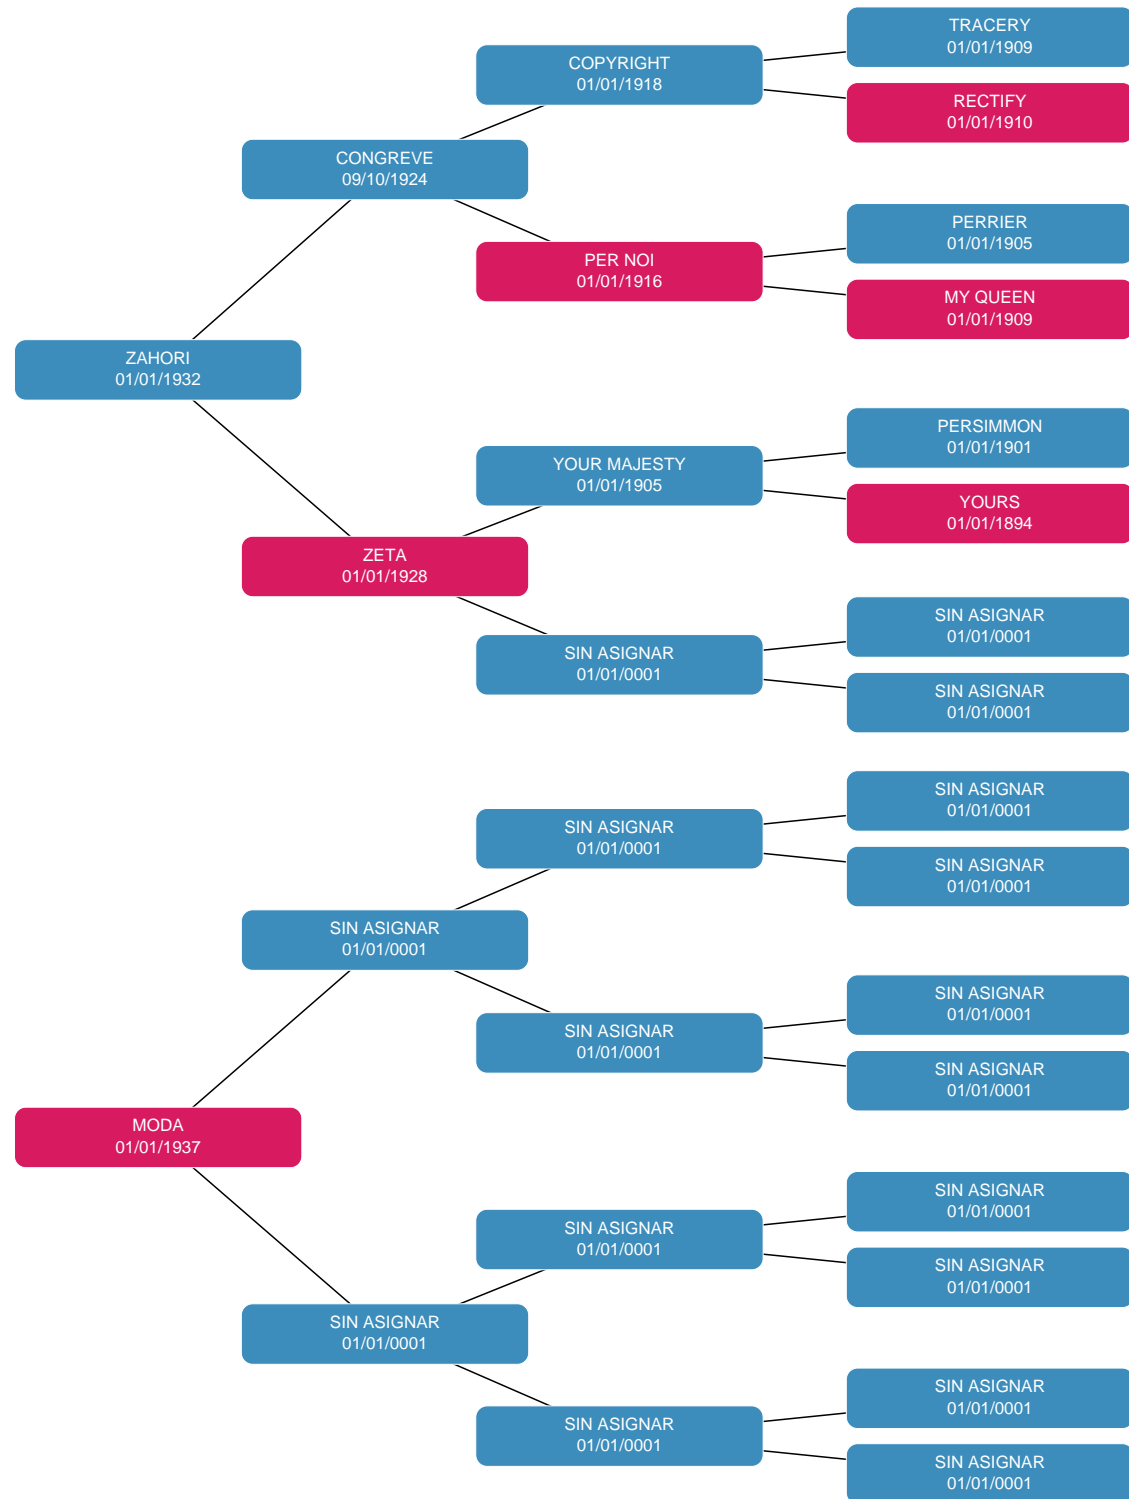 TRACERY
01/01/1909
COPYRIGHT
01/01/1918
RECTIFY
01/01/1910
CONGREVE
09/10/1924
PERRIER
01/01/1905
PER NOI
01/01/1916
MY QUEEN
01/01/1909
ZAHORI
01/01/1932
PERSIMMON
01/01/1901
YOUR MAJESTY
01/01/1905
YOURS
01/01/1894
ZETA
01/01/1928
SIN ASIGNAR
01/01/0001
SIN ASIGNAR
01/01/0001
SIN ASIGNAR
01/01/0001
SIN ASIGNAR
01/01/0001
SIN ASIGNAR
01/01/0001
SIN ASIGNAR
01/01/0001
SIN ASIGNAR
01/01/0001
SIN ASIGNAR
01/01/0001
SIN ASIGNAR
01/01/0001
SIN ASIGNAR
01/01/0001
MODA
01/01/1937
SIN ASIGNAR
01/01/0001
SIN ASIGNAR
01/01/0001
SIN ASIGNAR
01/01/0001
SIN ASIGNAR
01/01/0001
SIN ASIGNAR
01/01/0001
SIN ASIGNAR
01/01/0001
SIN ASIGNAR
01/01/0001